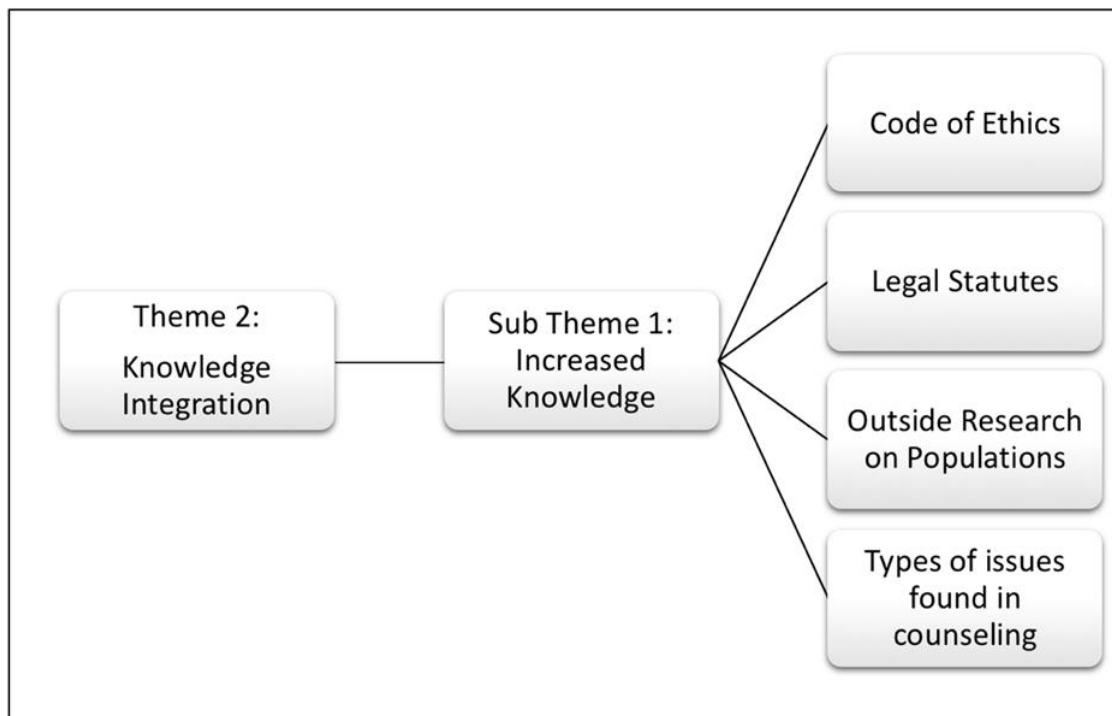 Theme 2:
Knowledge
Integration
Sub Theme 1:
Increased
Knowledge
Code of Ethics
Legal Statutes
Outside Research
on Populations
Types of issues
found in
counseling